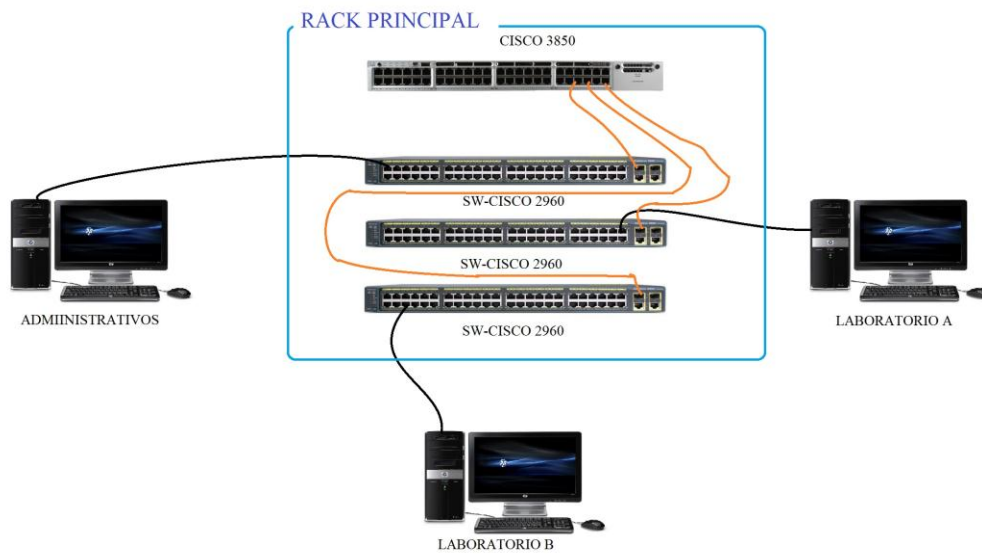 RACK PRINCIPAL
CISCO 3850
SW-CISCO 2960
SW-CISCO 2960
SW-CISCO 2960
ADMIINISTRATIVOS
LABORATORIO A
LABORATORIO B